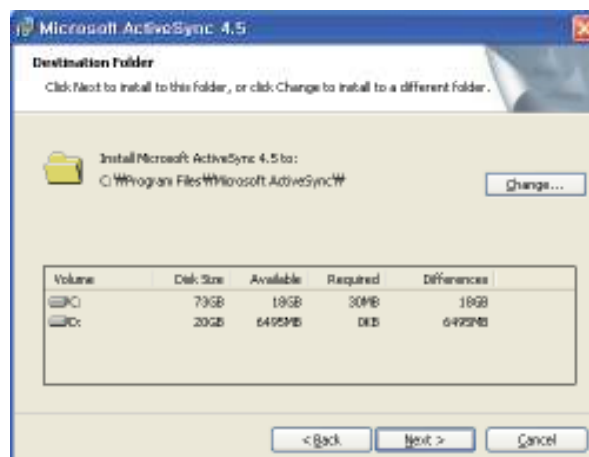 Microsoft ActiveSync 4.5
Destination Folder
Click Next to install to this folder, or click Change to install to a different folder.
Install Microsoft ActiveSync 4.5 to:
C:₩Program Files₩Microsoft ActiveSync₩
Change...
Volume Disk Size Available Required Differences
C: 73GB 18GB 30MB 18GB
D: 20GB 6495MB 0KB 6495MB
< Back Next > Cancel